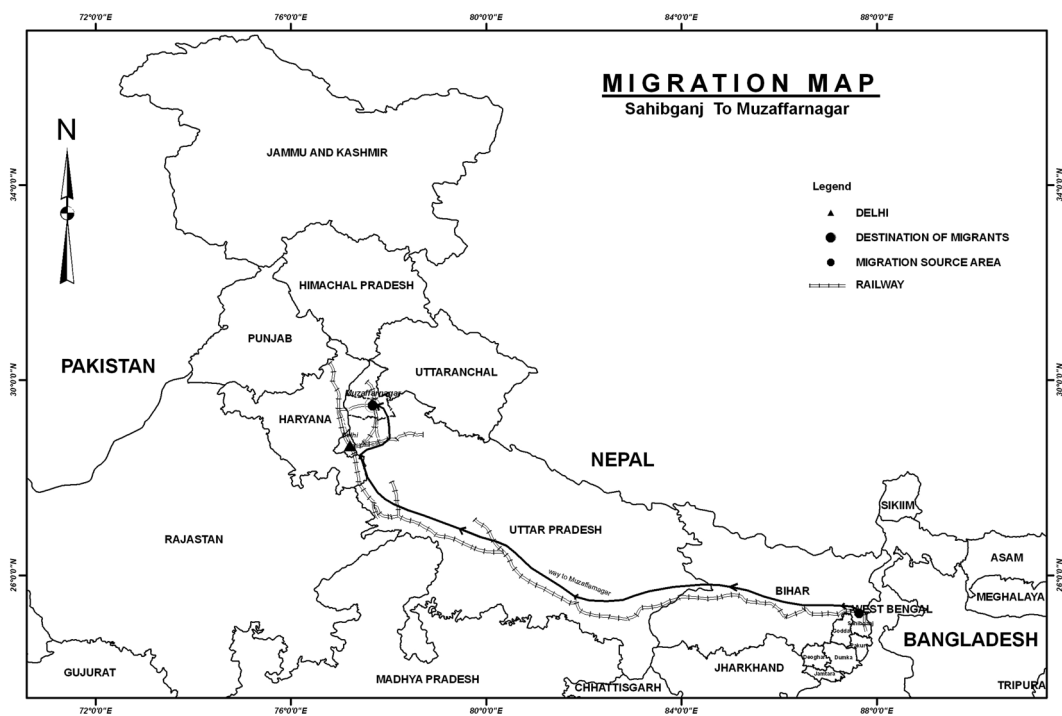 72°0'0"E 76°0'0"E 80°0'0"E 84°0'0"E 88°0'0"E
MIGRATION MAP
Sahibganj To Muzaffarnagar
N
JAMMU AND KASHMIR
34°0'0"N
34°0'0"N
Legend
DELHI
DESTINATION OF MIGRANTS
MIGRATION SOURCE AREA
RAILWAY
HIMACHAL PRADESH
PUNJAB
PAKISTAN
UTTARANCHAL
30°0'0"N
30°0'0"N
Muzaffarnagar
HARYANA
Delhi
NEPAL
SIKIIM
UTTAR PRADESH
RAJASTAN
ASAM
26°0'0"N
26°0'0"N
way to Muzaffarnagar
BIHAR
MEGHALAYA
WEST BENGAL
Sahibganj
Godda
BANGLADESH
Deoghar
Dumka
JHARKHAND
Jamtara
GUJURAT
MADHYA PRADESH
CHHATTISGARH
TRIPURA
72°0'0"E 76°0'0"E 80°0'0"E 84°0'0"E 88°0'0"E